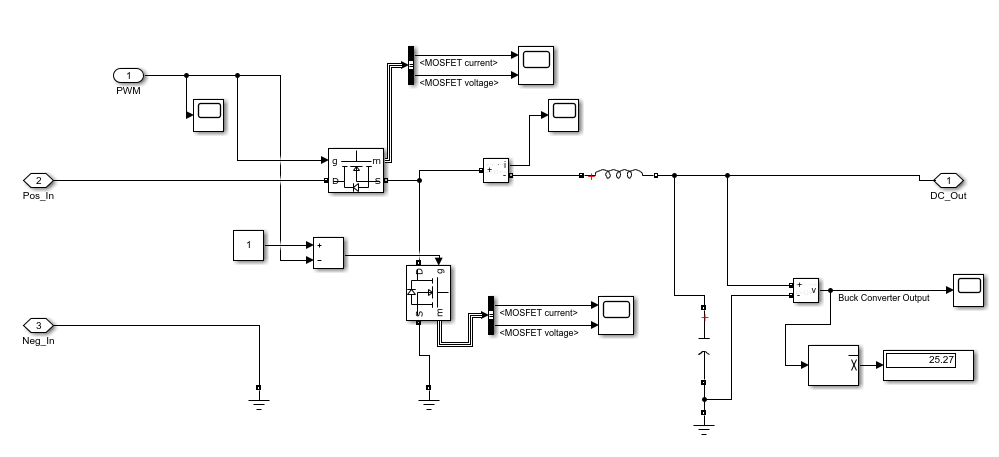 <MOSFET current>
<MOSFET voltage>
1
PWM
g
m
D
S
2
Pos_In
+
i
-
1
DC_Out
1
+
−
D
g
S
m
<MOSFET current>
<MOSFET voltage>
+
-
v
Buck Converter Output
3
Neg_In
X
25.27